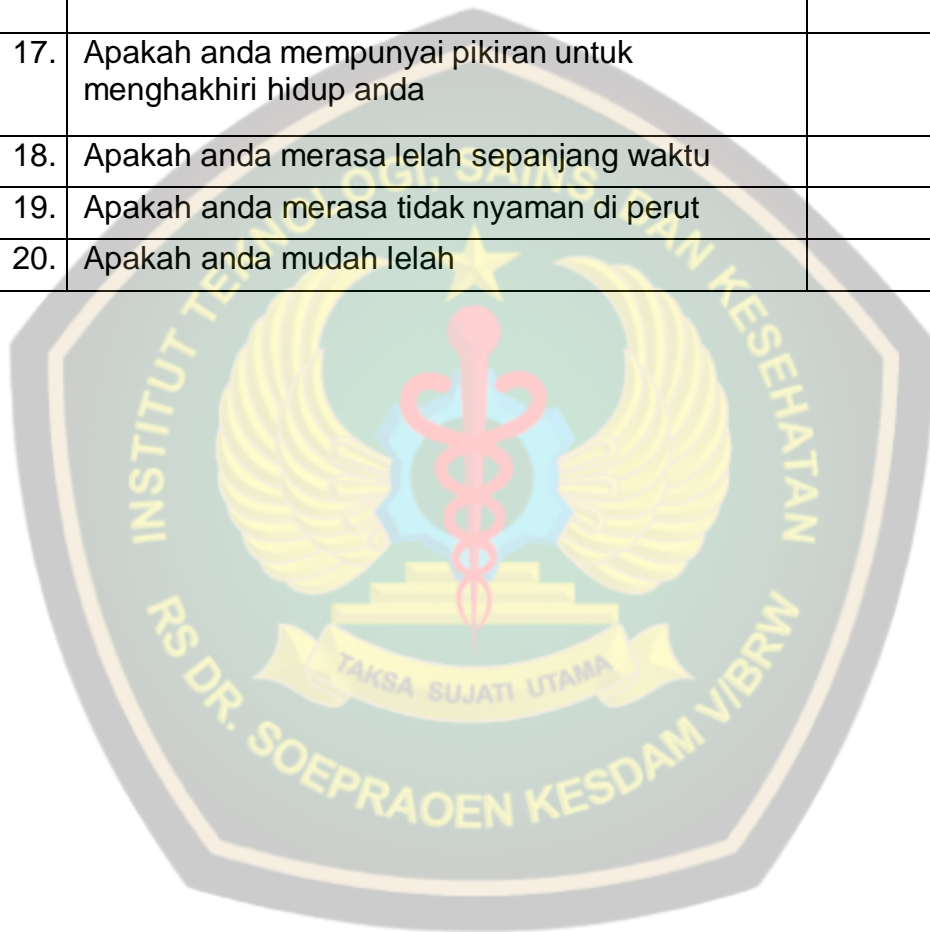 17. Apakah anda mempunyai pikiran untuk
menghakhiri hidup anda
18. Apakah anda merasa lelah sepanjang waktu
19. Apakah anda merasa tidak nyaman di perut
20. Apakah anda mudah lelah
INSTITUT TEKNOLOGI, SAINS, DAN KESEHATAN
TAKSA SUJATI UTAMA
RS DR. SOEPRAOEN KESDAM V/BRW